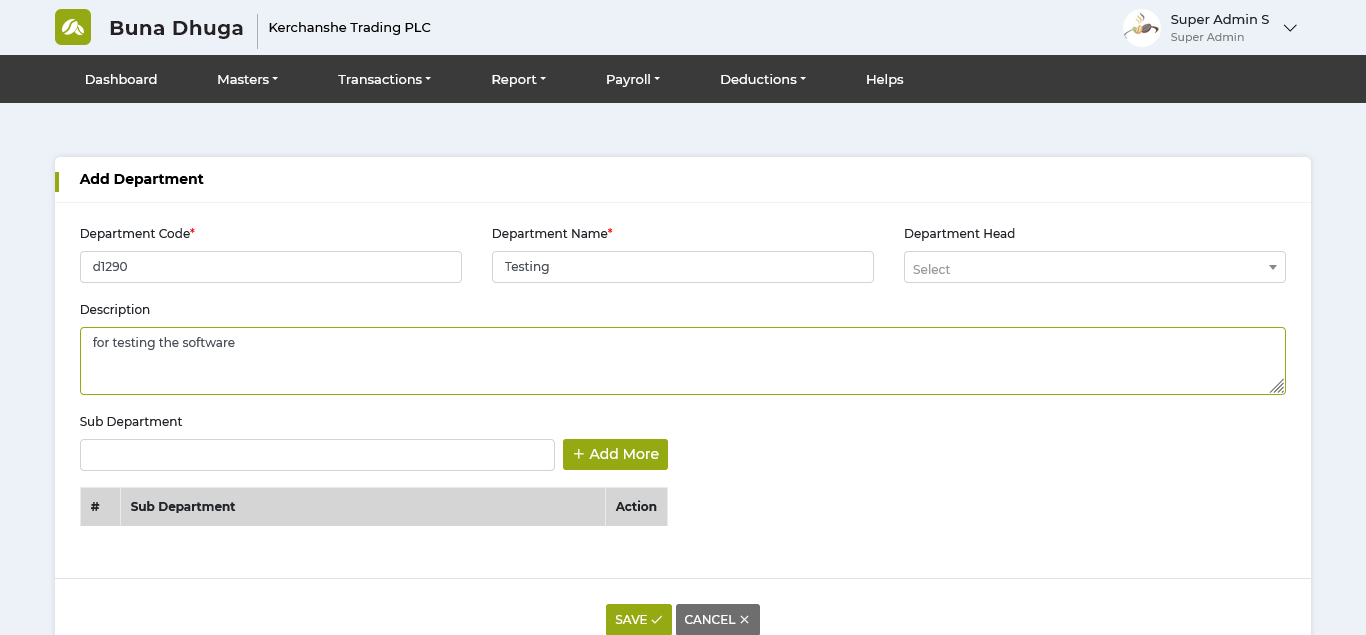 Buna Dhuga
Kerchanshe Trading PLC
Super Admin S
Super Admin
Dashboard Masters Transactions Report Payroll Deductions Helps
Add Department
Department Code* Department Name* Department Head
d1290 Testing Select
Description
for testing the software
Sub Department
+ Add More
# Sub Department Action
SAVE ✓ CANCEL ×